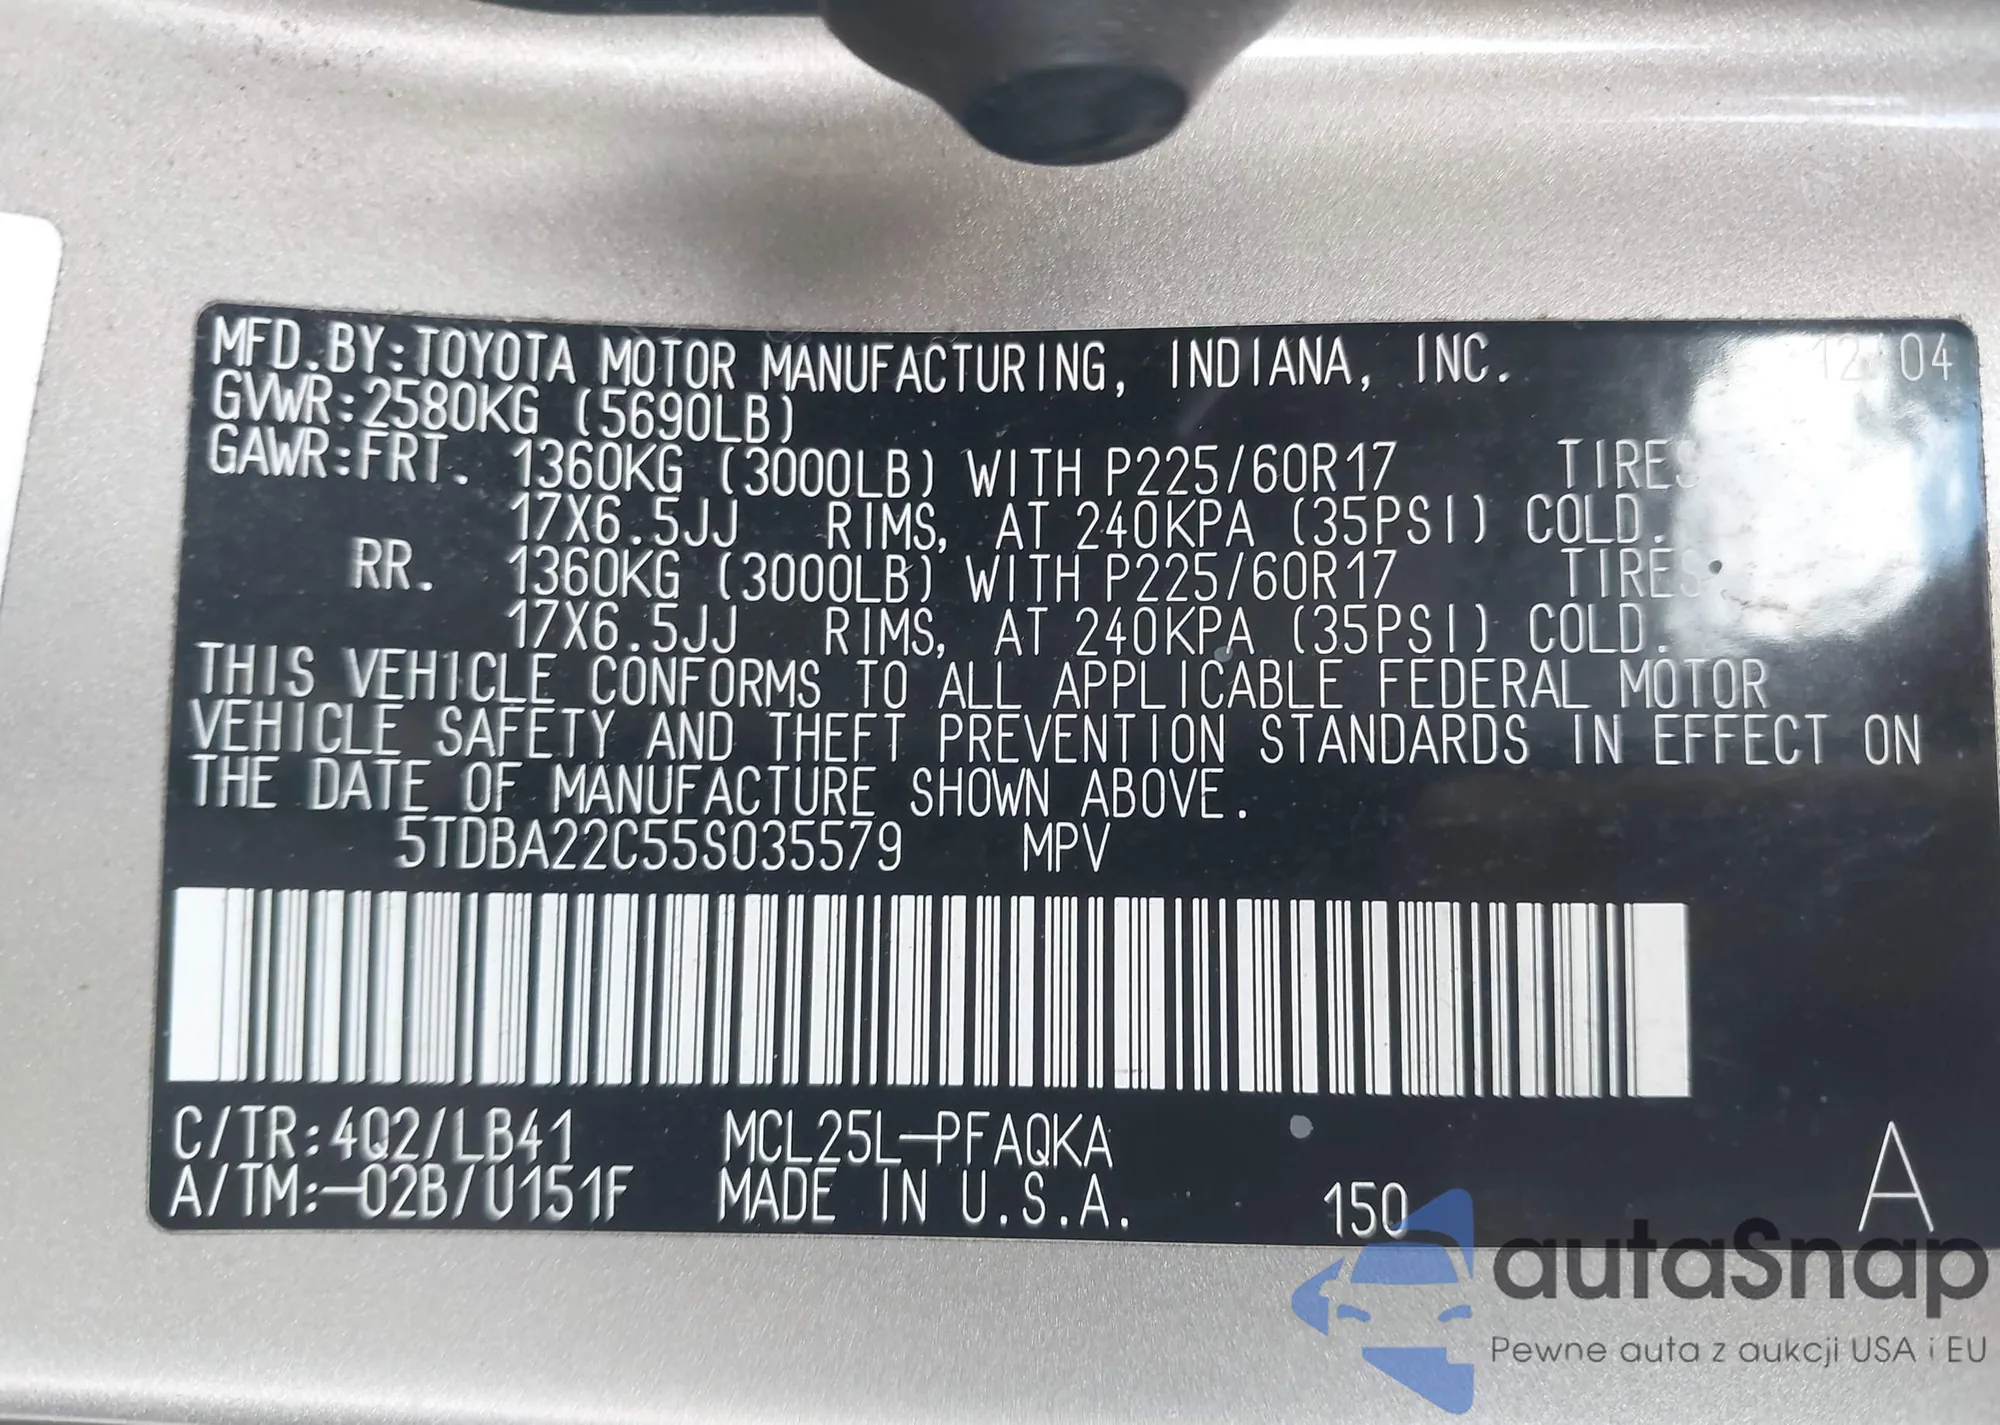 MFD.BY:TOYOTA MOTOR MANUFACTURING, INDIANA, INC. 12/04
GVWR:2580KG (5690LB)
GAWR:FRT. 1360KG (3000LB) WITH P225/60R17 TIRES
17X6.5JJ RIMS, AT 240KPA (35PSI) COLD.
RR. 1360KG (3000LB) WITH P225/60R17 TIRES
17X6.5JJ RIMS, AT 240KPA (35PSI) COLD.
THIS VEHICLE CONFORMS TO ALL APPLICABLE FEDERAL MOTOR
VEHICLE SAFETY AND THEFT PREVENTION STANDARDS IN EFFECT ON
THE DATE OF MANUFACTURE SHOWN ABOVE.
5TDBA22C55S035579 MPV
C/TR:4Q2/LB41 MCL25L-PFAQKA
A/TM:-02B/U151F MADE IN U.S.A. 150 A
autaSnap
Pewne auta z aukcji USA i EU